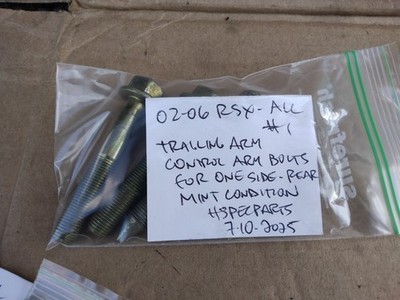 02-06 RSX- ALL
#1
TRAILING ARM
CONTROL ARM BOLTS
FOR ONE SIDE - REAR
MINT CONDITION
HSPECPARTS
7-10-2025